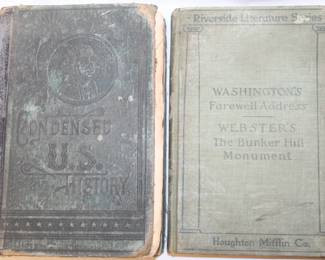 CONDENSED
U.S.
HISTORY
Riverside Literature Series
WASHINGTON'S
Farewell Address
WEBSTER'S
The Bunker Hill
Monument
Houghton Mifflin Co.